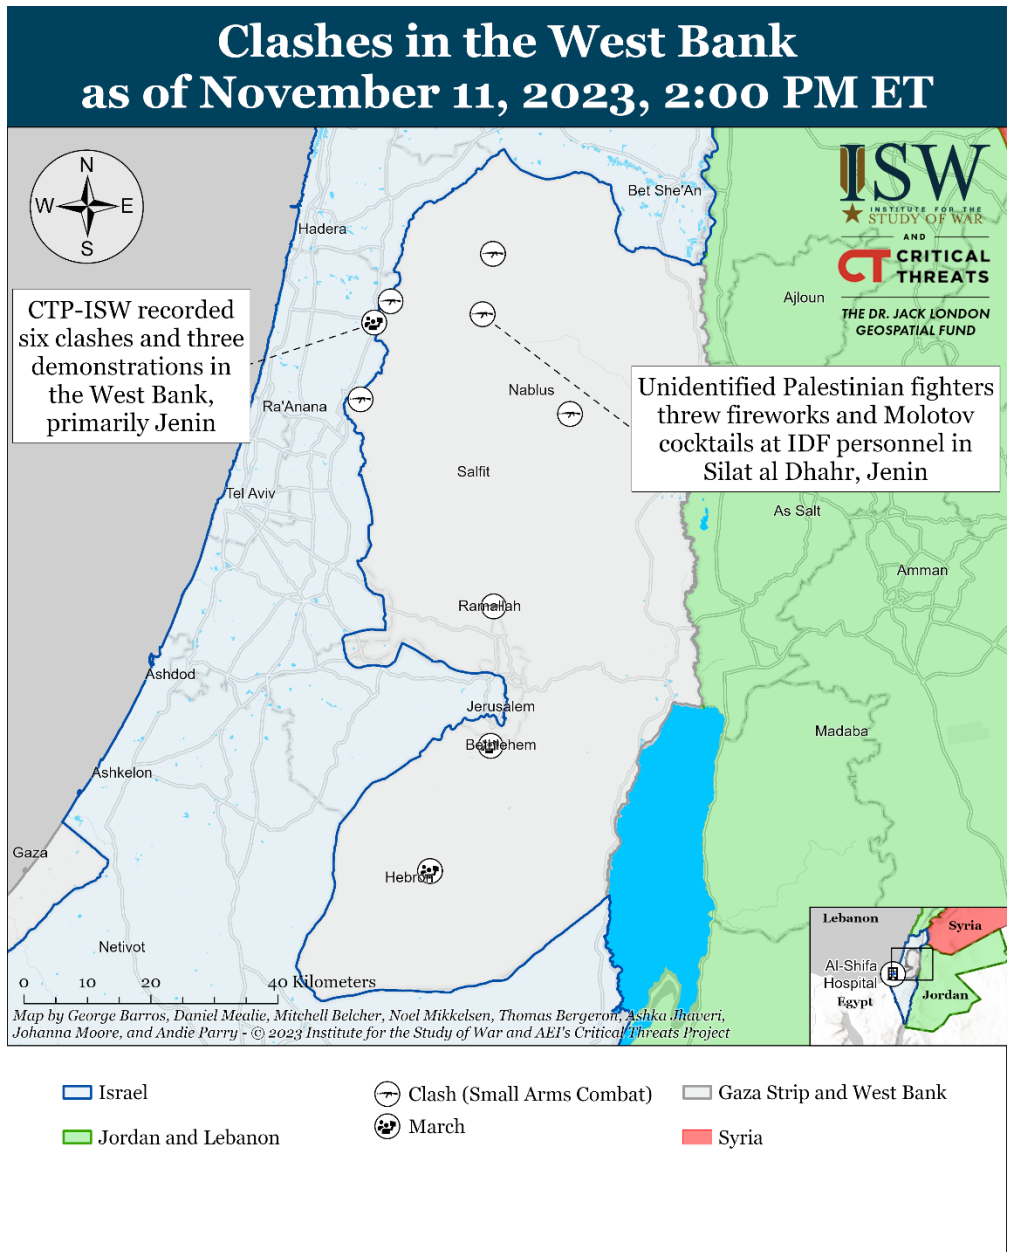 Clashes in the West Bank
as of November 11, 2023, 2:00 PM ET
N
W
E
S
ISW
INSTITUTE FOR THE
STUDY OF WAR
AND
CT CRITICAL
THREATS
THE DR. JACK LONDON
GEOSPATIAL FUND
Bet She'An
Hadera
Ajloun
CTP-ISW recorded
six clashes and three
demonstrations in
the West Bank,
primarily Jenin
Unidentified Palestinian fighters
threw fireworks and Molotov
cocktails at IDF personnel in
Silat al Dhahr, Jenin
Nablus
Ra'Anana
Salfit
Tel Aviv
As Salt
Amman
Ramallah
Ashdod
Jerusalem
Madaba
Bethlehem
Ashkelon
Gaza
Hebron
Netivot
Lebanon
Syria
Al-Shifa
Hospital
Egypt
Jordan
0 10 20 40 Kilometers
Map by George Barros, Daniel Mealie, Mitchell Belcher, Noel Mikkelsen, Thomas Bergeron, Ashka Jhaveri,
Johanna Moore, and Andie Parry - © 2023 Institute for the Study of War and AEI's Critical Threats Project
Israel
Clash (Small Arms Combat)
Gaza Strip and West Bank
March
Jordan and Lebanon
Syria